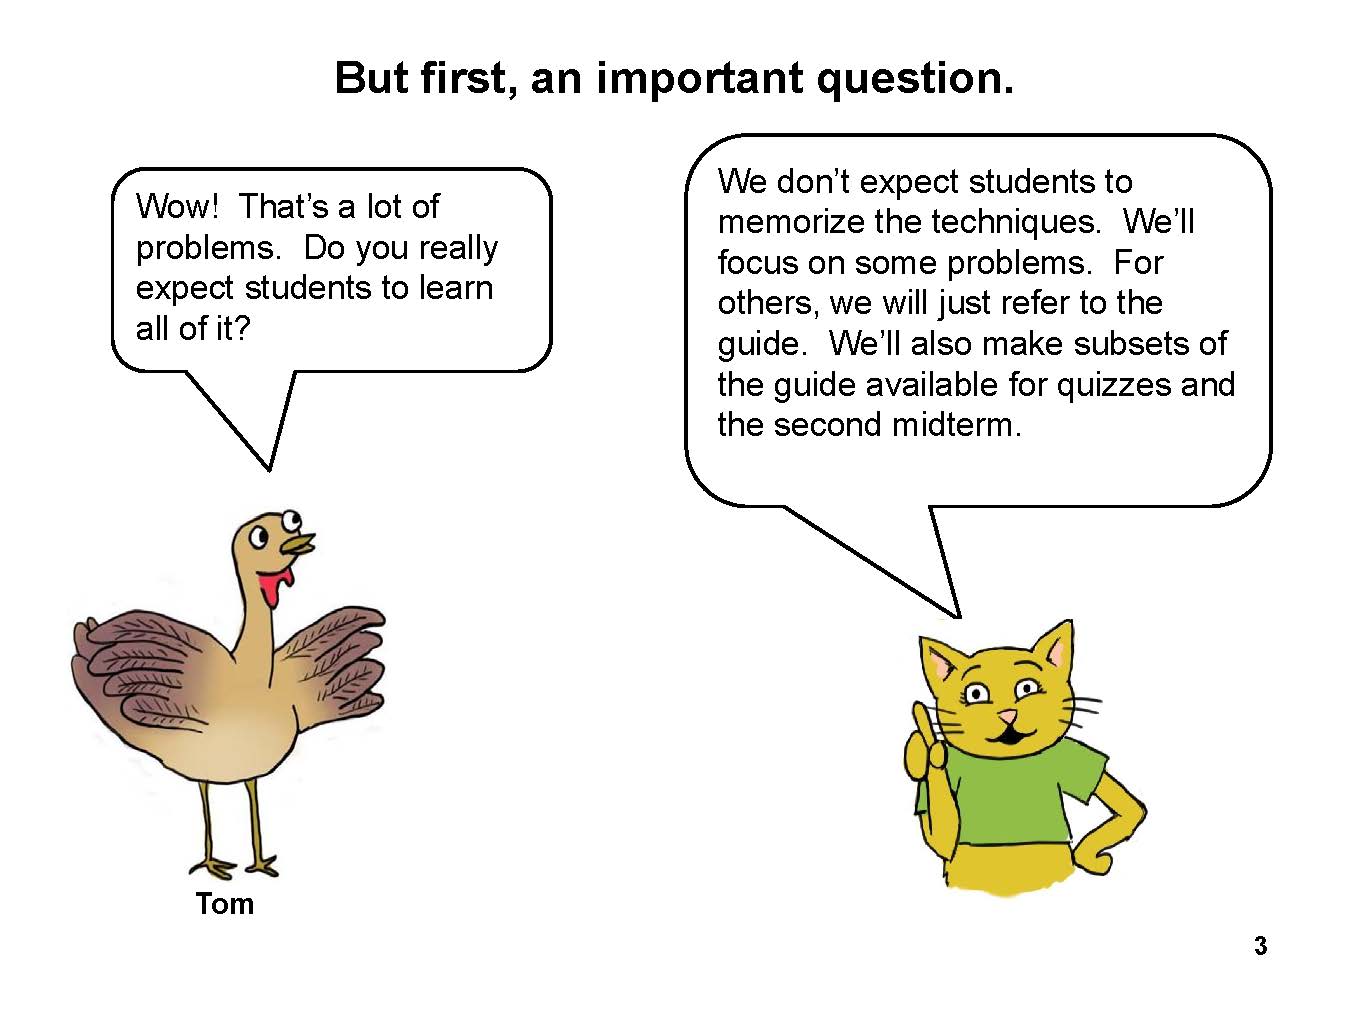 But first, an important question.
Wow!  That’s a lot of
problems.  Do you really
expect students to learn
all of it?
We don’t expect students to
memorize the techniques.  We’ll
focus on some problems.  For
others, we will just refer to the
guide.  We’ll also make subsets of
the guide available for quizzes and
the second midterm.
Tom
3